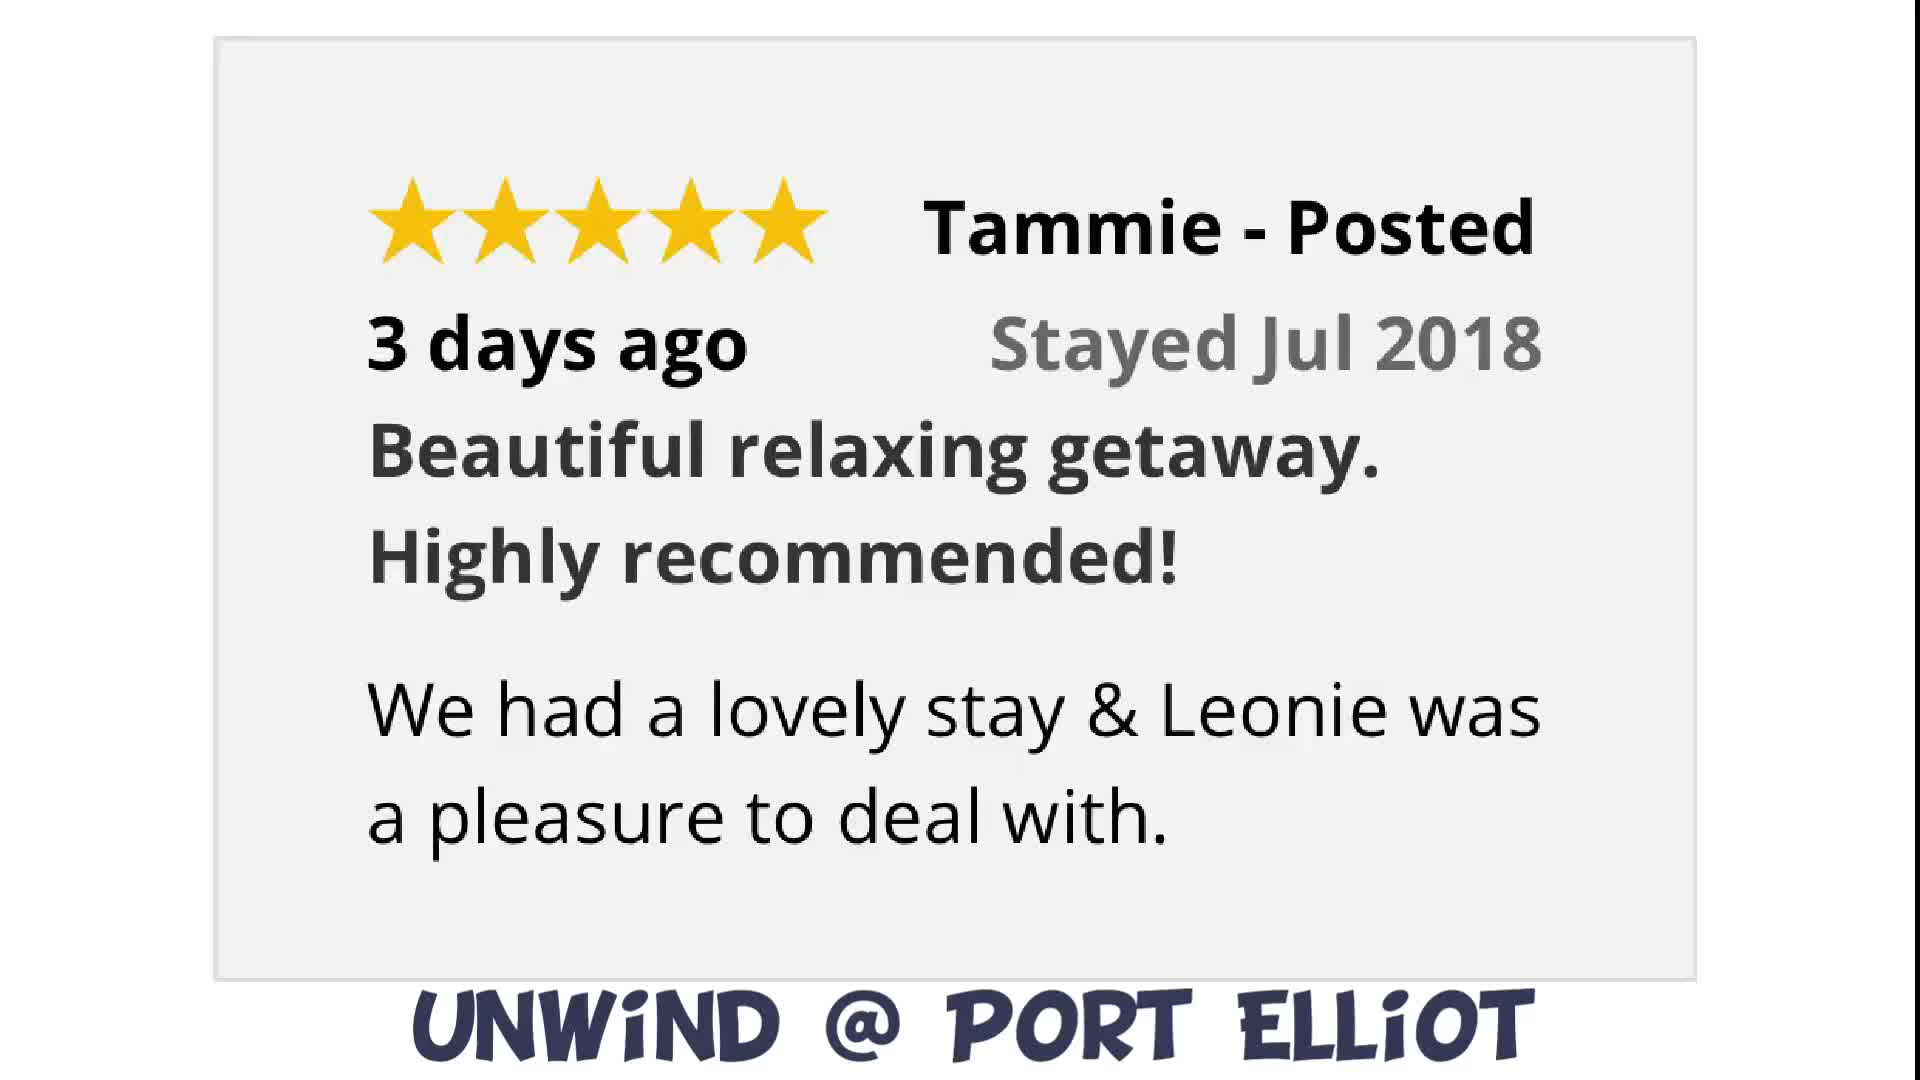 Tammie - Posted
3 days ago Stayed Jul 2018
Beautiful relaxing getaway.
Highly recommended!
We had a lovely stay & Leonie was
a pleasure to deal with.
UNWiND @ PORT ELLiOT